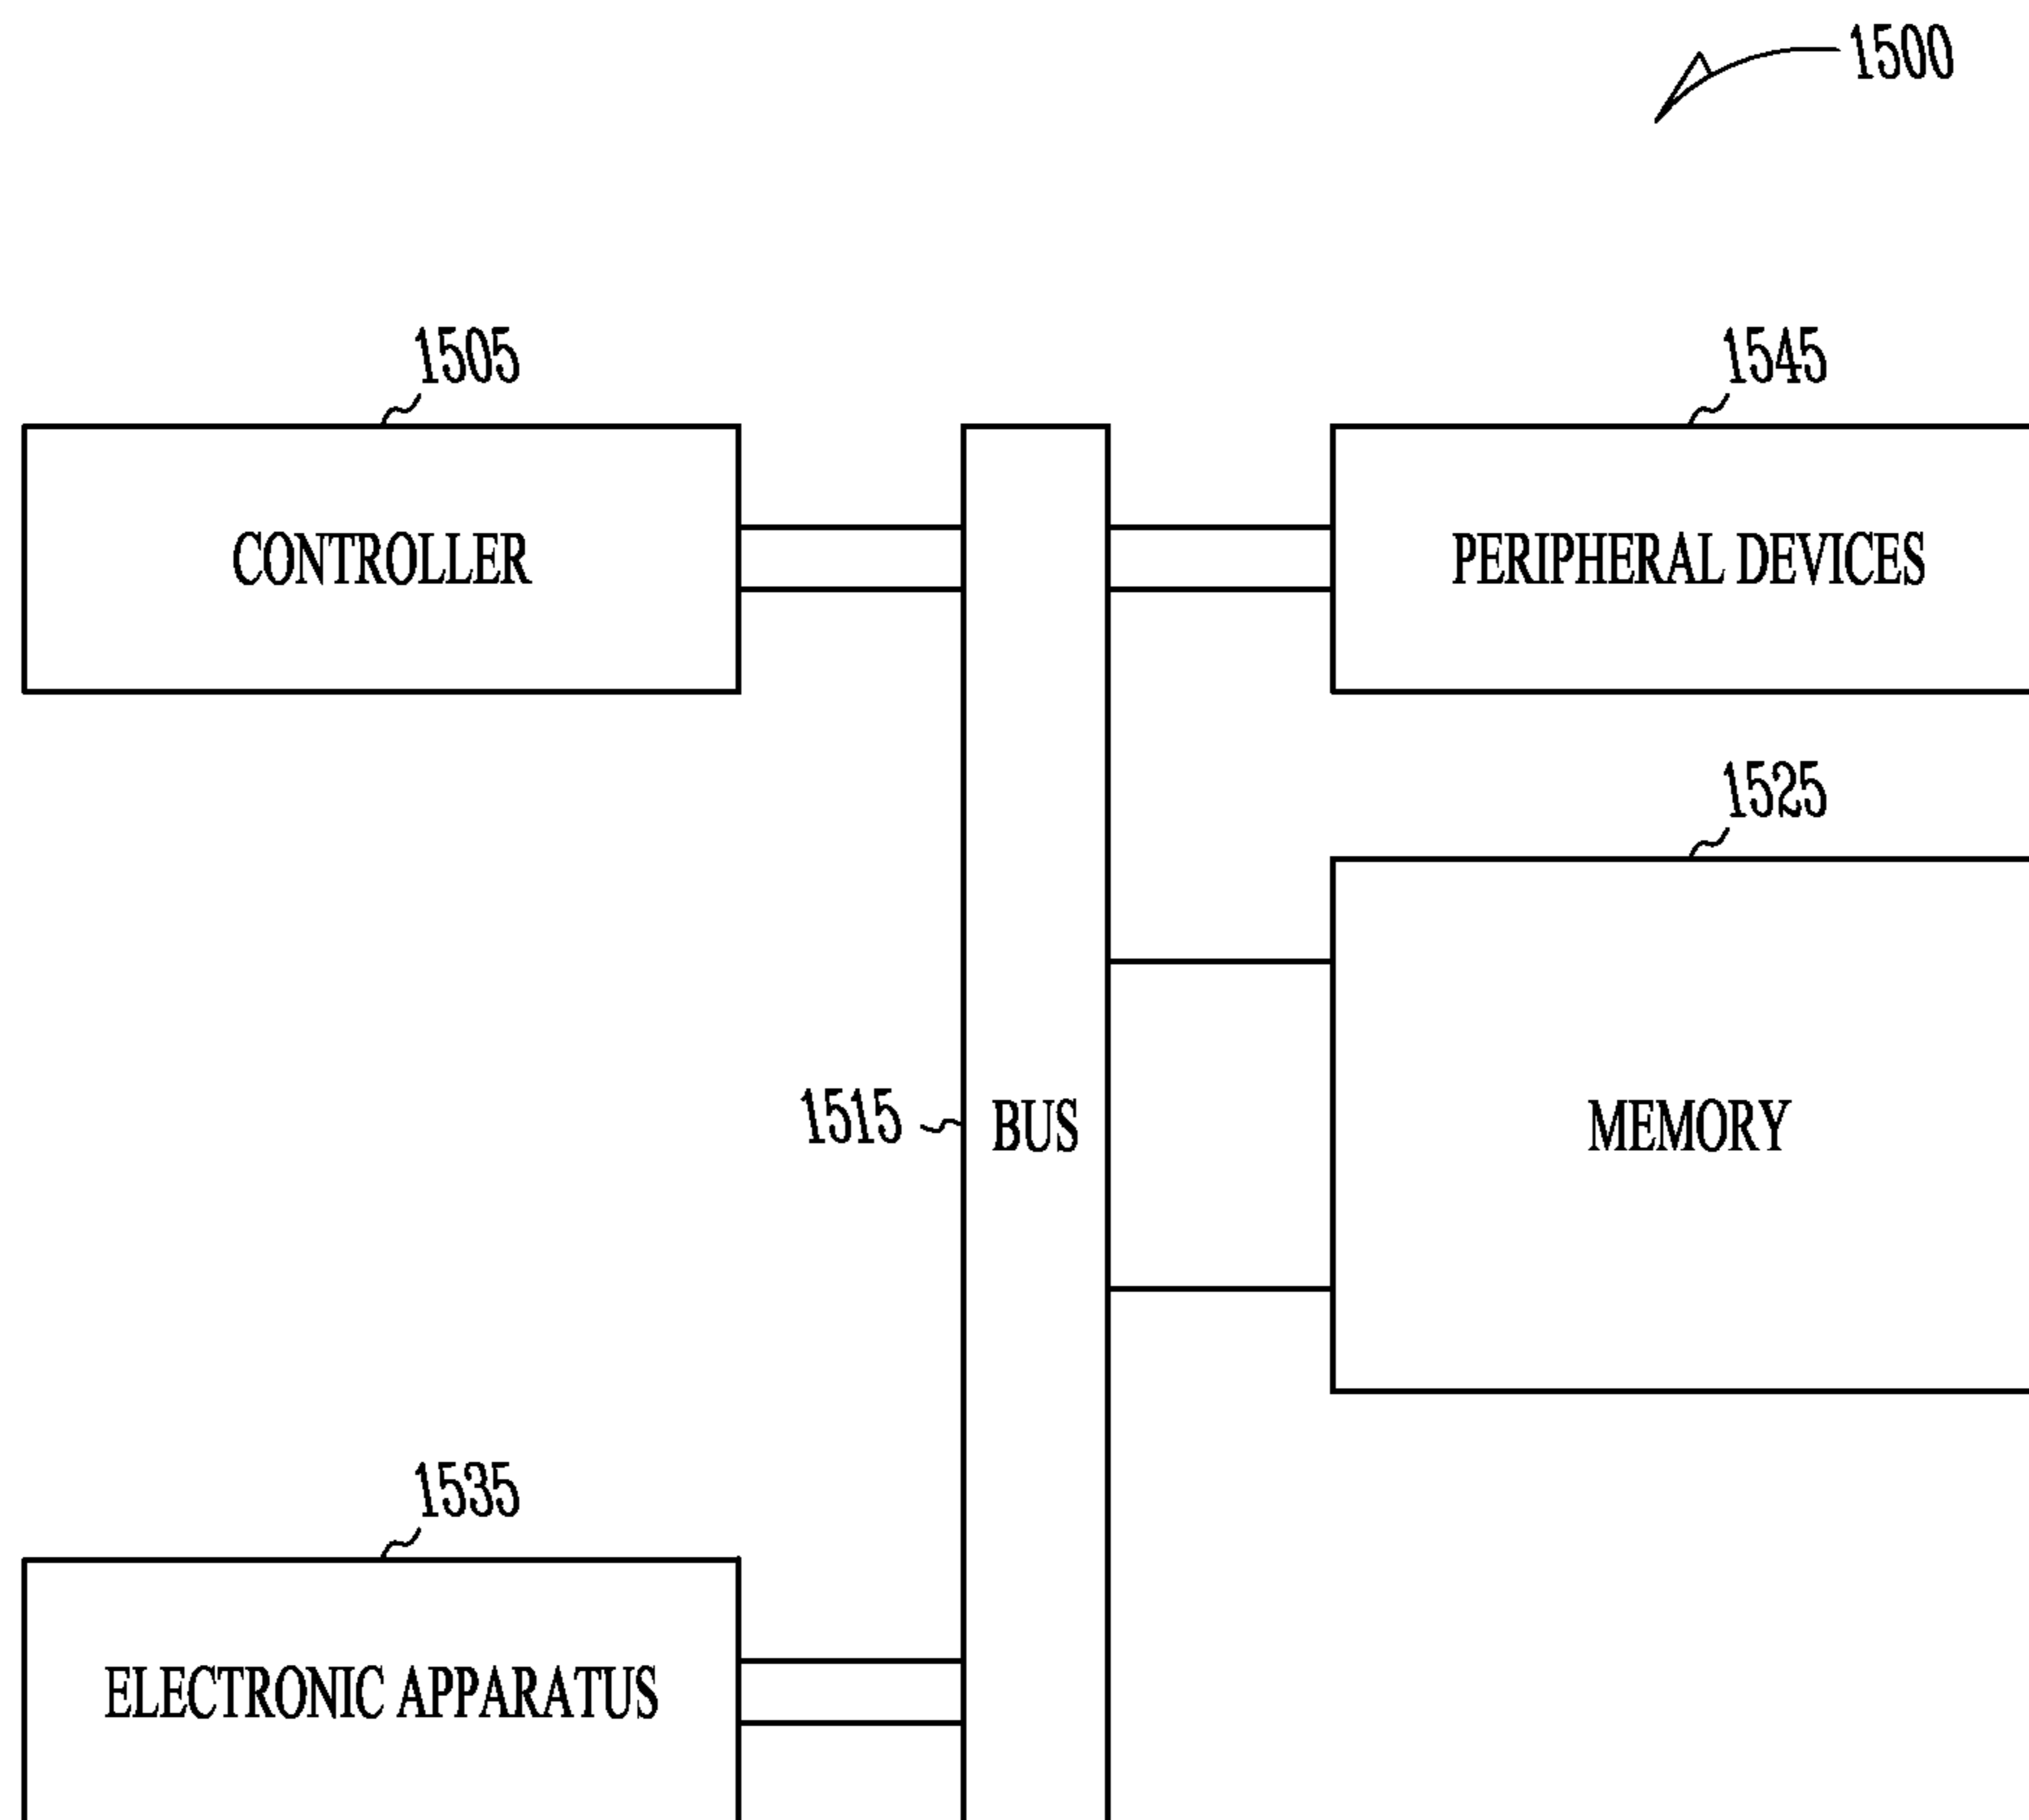 1500
1505
1545
CONTROLLER
PERIPHERAL DEVICES
1525
1515
BUS
MEMORY
1535
ELECTRONIC APPARATUS